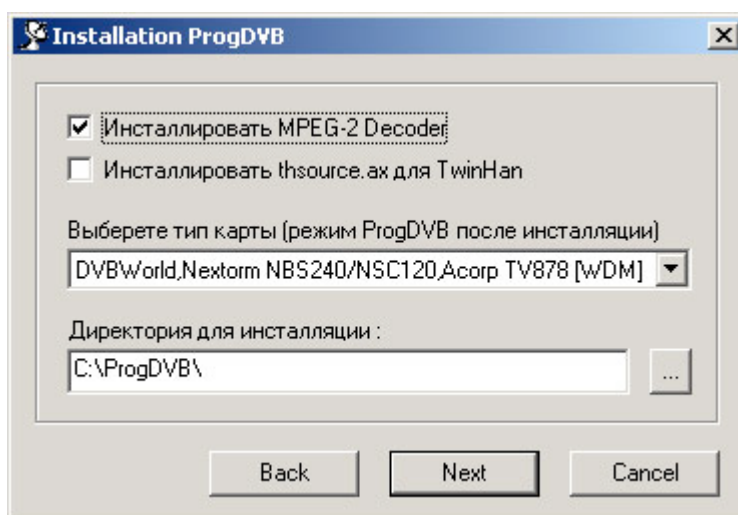 Installation ProgDVB
Инсталлировать MPEG-2 Decoder
Инсталлировать thsource.ax для TwinHan
Выберете тип карты (режим ProgDVB после инсталляции)
DVBWorld,Nextorm NBS240/NSC120,Acorp TV878 [WDM]
Директория для инсталляции :
C:\ProgDVB\
...
Back Next Cancel